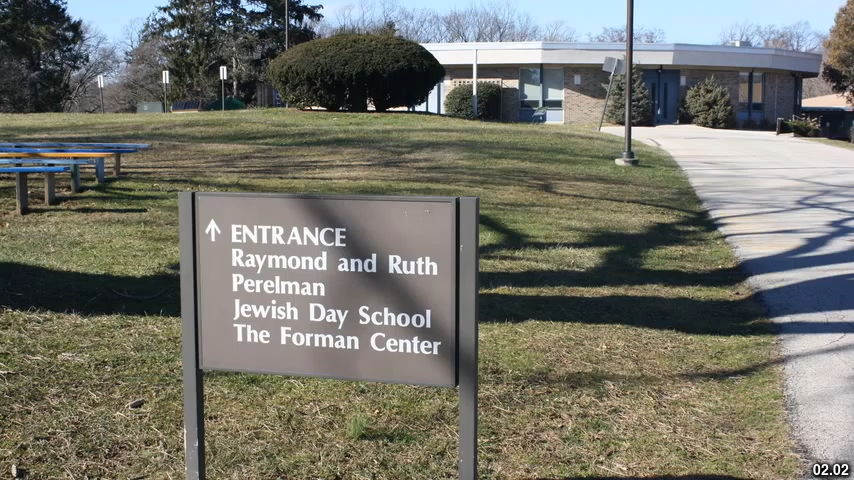 ↑ ENTRANCE
Raymond and Ruth
Perelman
Jewish Day School
The Forman Center
02.02